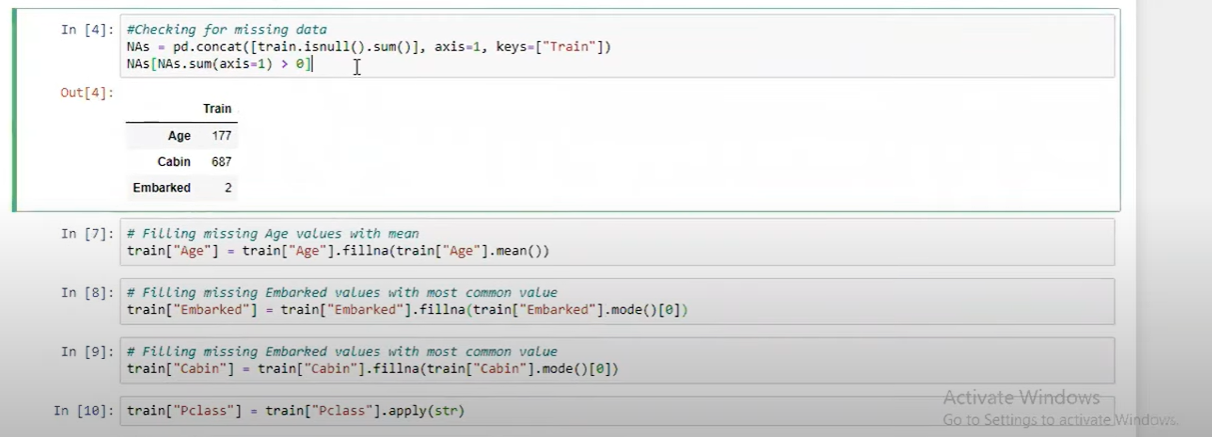 In [4]: #Checking for missing data
NAs = pd.concat([train.isnull().sum()], axis=1, keys=["Train"])
NAs[NAs.sum(axis=1) > 0]
Out[4]:
Train
Age 177
Cabin 687
Embarked 2
In [7]: # Filling missing Age values with mean
train["Age"] = train["Age"].fillna(train["Age"].mean())
In [8]: # Filling missing Embarked values with most common value
train["Embarked"] = train["Embarked"].fillna(train["Embarked"].mode()[0])
In [9]: # Filling missing Embarked values with most common value
train["Cabin"] = train["Cabin"].fillna(train["Cabin"].mode()[0])
In [10]: train["Pclass"] = train["Pclass"].apply(str)
Activate Windows
Go to Settings to activate Windows.